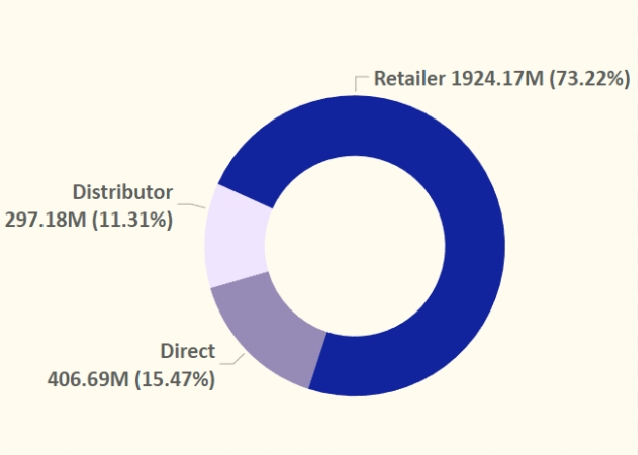 Retailer 1924.17M (73.22%)
Distributor
297.18M (11.31%)
Direct
406.69M (15.47%)